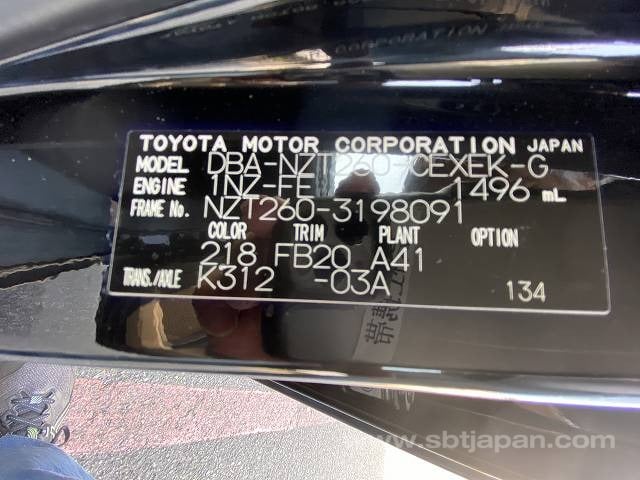 TOYOTA MOTOR CORPORATION JAPAN
MODEL DBA-NZT260-CEXEK-G
ENGINE 1NZ-FE 1496 mL
FRAME No. NZT260-3198091
COLOR TRIM PLANT OPTION
218 FB20 A41
TRANS./AXLE K312 -03A 134
www.sbtjapan.com